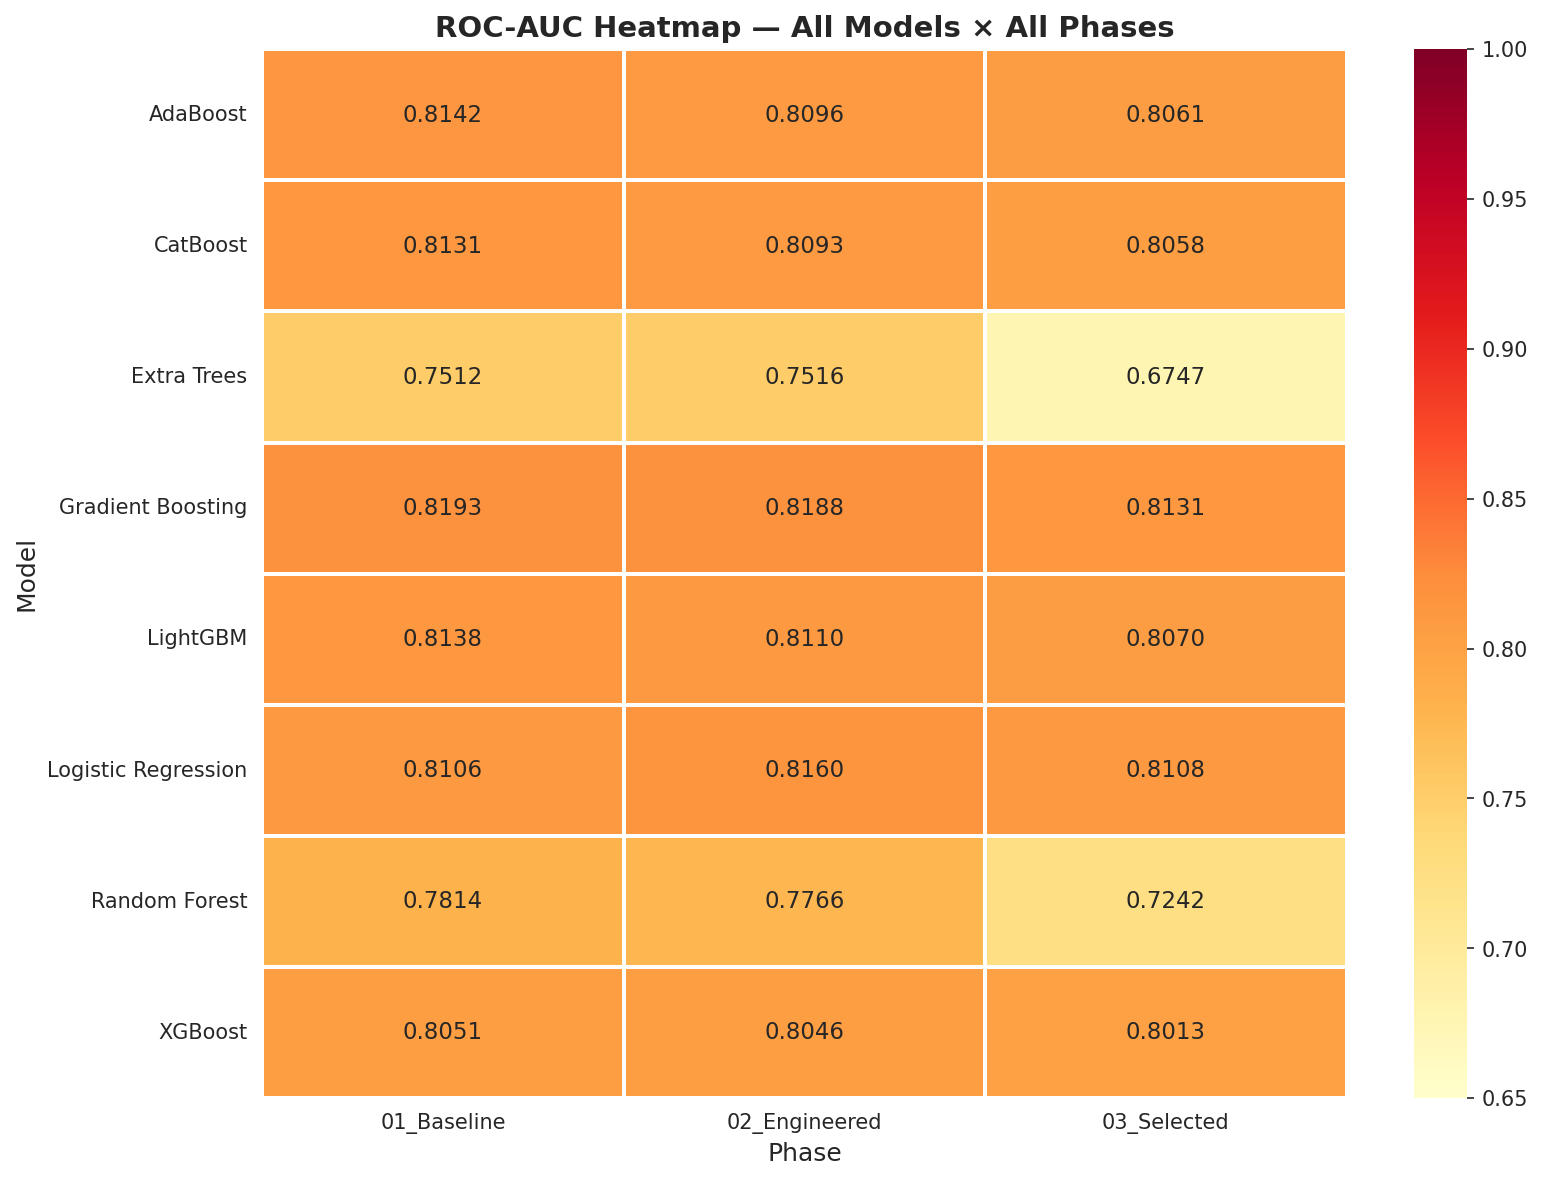 ROC-AUC Heatmap — All Models × All Phases
AdaBoost 0.8142 0.8096 0.8061
CatBoost 0.8131 0.8093 0.8058
Extra Trees 0.7512 0.7516 0.6747
Gradient Boosting 0.8193 0.8188 0.8131
LightGBM 0.8138 0.8110 0.8070
Logistic Regression 0.8106 0.8160 0.8108
Random Forest 0.7814 0.7766 0.7242
XGBoost 0.8051 0.8046 0.8013
01_Baseline 02_Engineered 03_Selected
Phase
Model
1.00
0.95
0.90
0.85
0.80
0.75
0.70
0.65